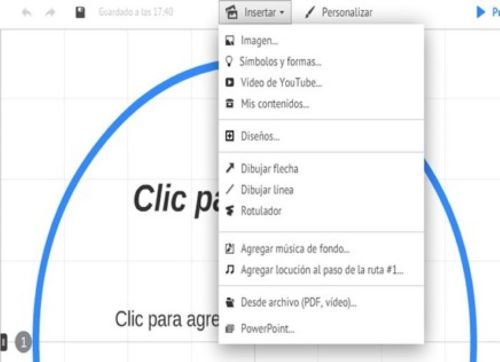 Guardado a las 17:40 Insertar Personalizar
Imagen...
Símbolos y formas...
Video de YouTube...
Mis contenidos...
Diseños...
Dibujar flecha
Dibujar línea
Clic pa
Rotulador
Agregar música de fondo...
Agregar locución al paso de la ruta #1...
Desde archivo (PDF, vídeo)...
Clic para agre
PowerPoint...
1